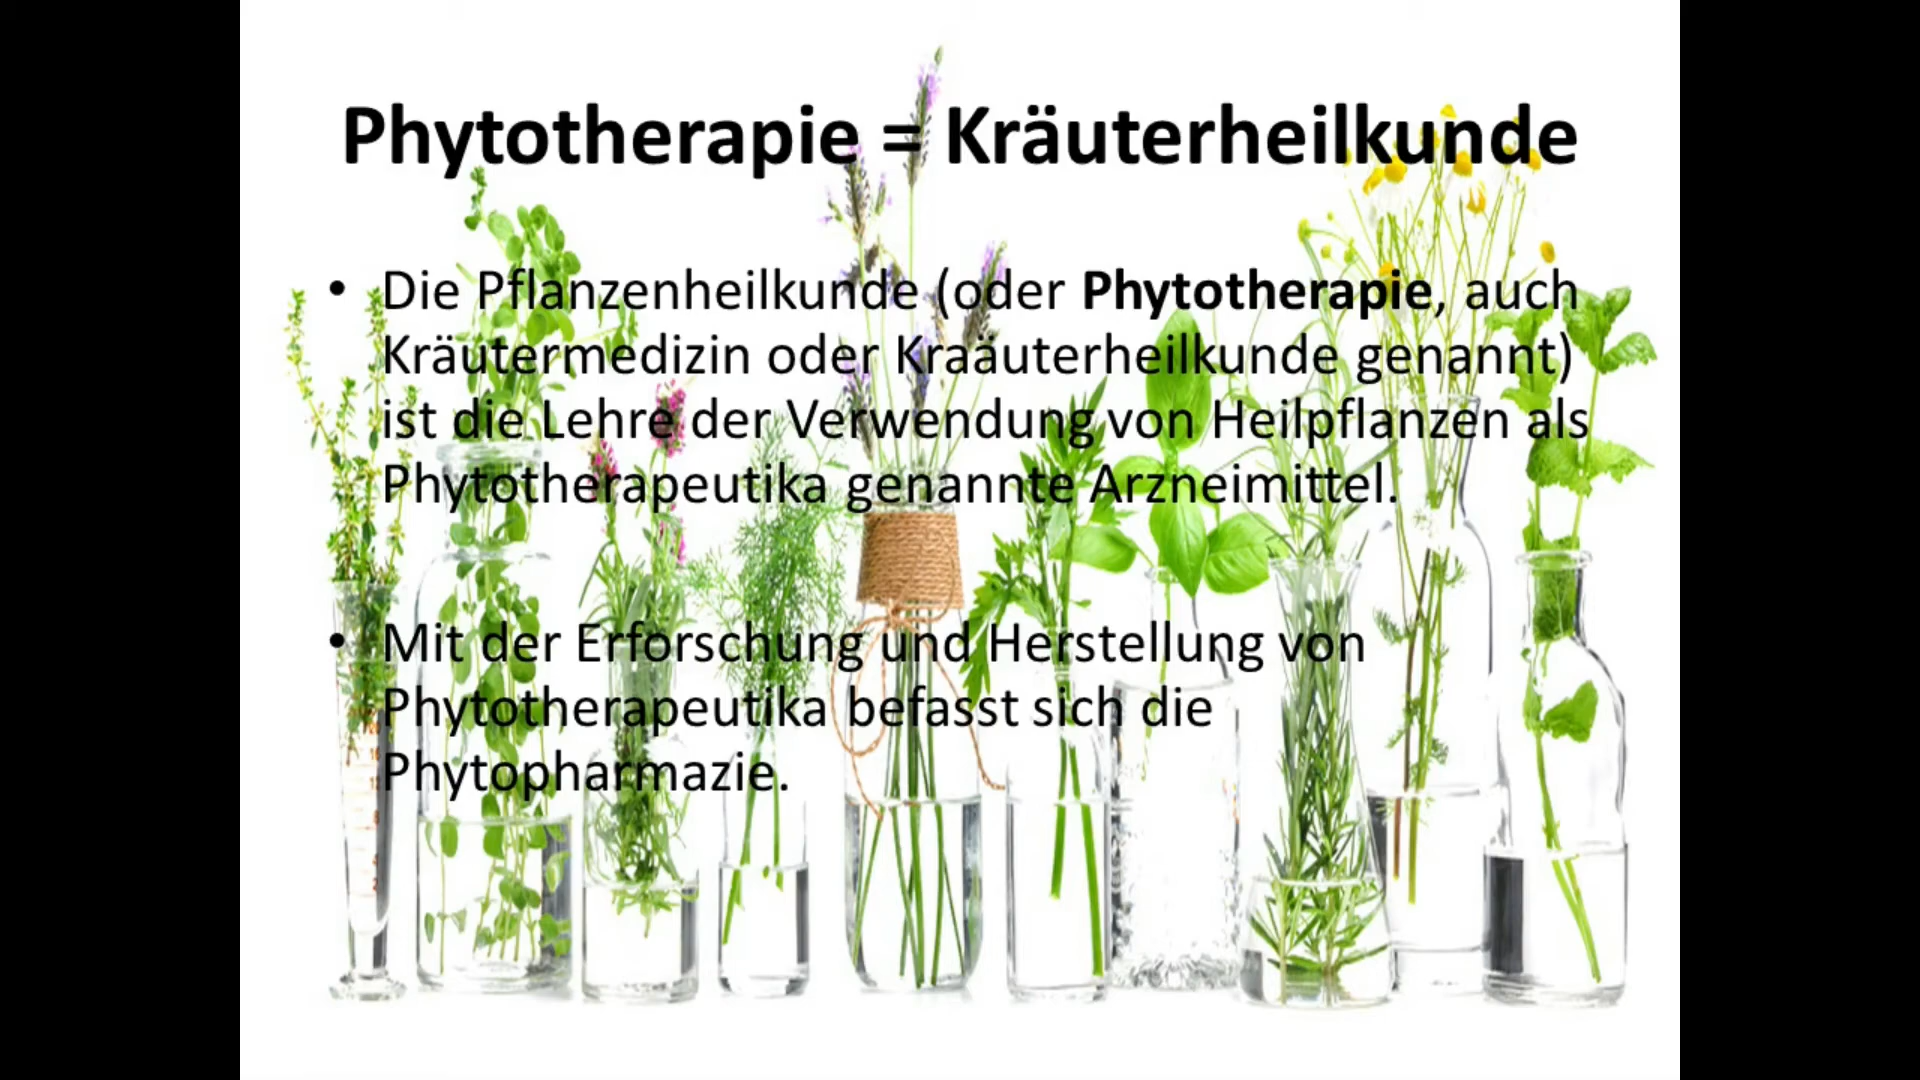 Phytotherapie = Kräuterheilkunde
• Die Pflanzenheilkunde (oder Phytotherapie, auch
Kräutermedizin oder Kraäuterheilkunde genannt)
ist die Lehre der Verwendung von Heilpflanzen als
Phytotherapeutika genannte Arzneimittel.
• Mit der Erforschung und Herstellung von
Phytotherapeutika befasst sich die
Phytopharmazie.